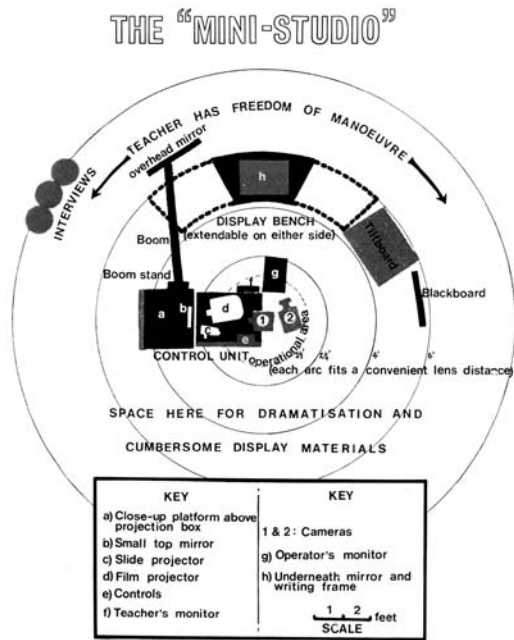 THE "MINI-STUDIO"
TEACHER HAS FREEDOM OF MANOEUVRE
overhead mirror
INTERVIEWS
h
DISPLAY BENCH
(extendable on either side)
Tiltboard
Boom
Boom stand
g
f
Blackboard
a
b
d
c
1
2
e
CONTROL UNIT
operational area
4'
6'
(each arc fits a convenient lens distance)
SPACE HERE FOR DRAMATISATION AND
CUMBERSOME DISPLAY MATERIALS
KEY
a) Close-up platform above
projection box
b) Small top mirror
c) Slide projector
d) Film projector
e) Controls
f) Teacher's monitor
KEY
1 & 2: Cameras
g) Operator's monitor
h) Underneath mirror and
writing frame
1 2 feet
SCALE